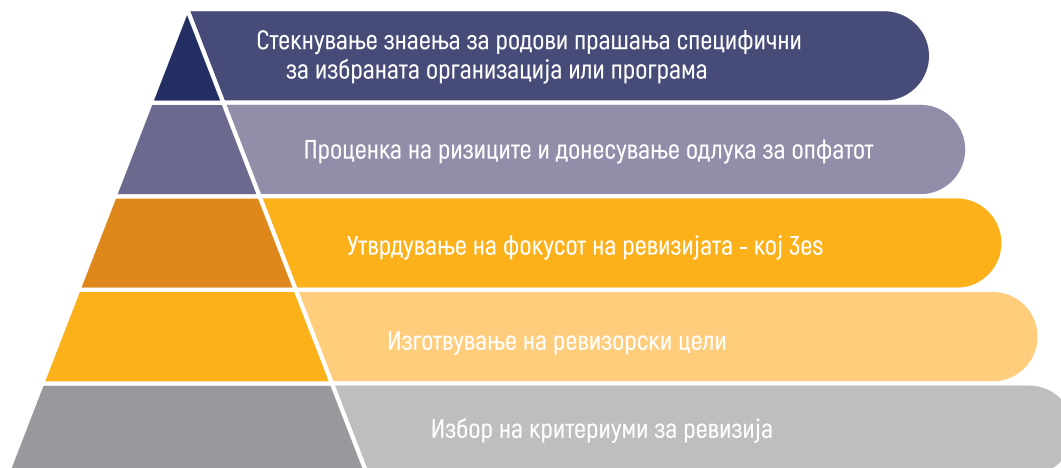 Стекнување знаења за родови прашања специфични
за избраната организација или програма
Проценка на ризиците и донесување одлука за опфатот
Утврдување на фокусот на ревизијата - кој 3es
Изготвување на ревизорски цели
Избор на критериуми за ревизија